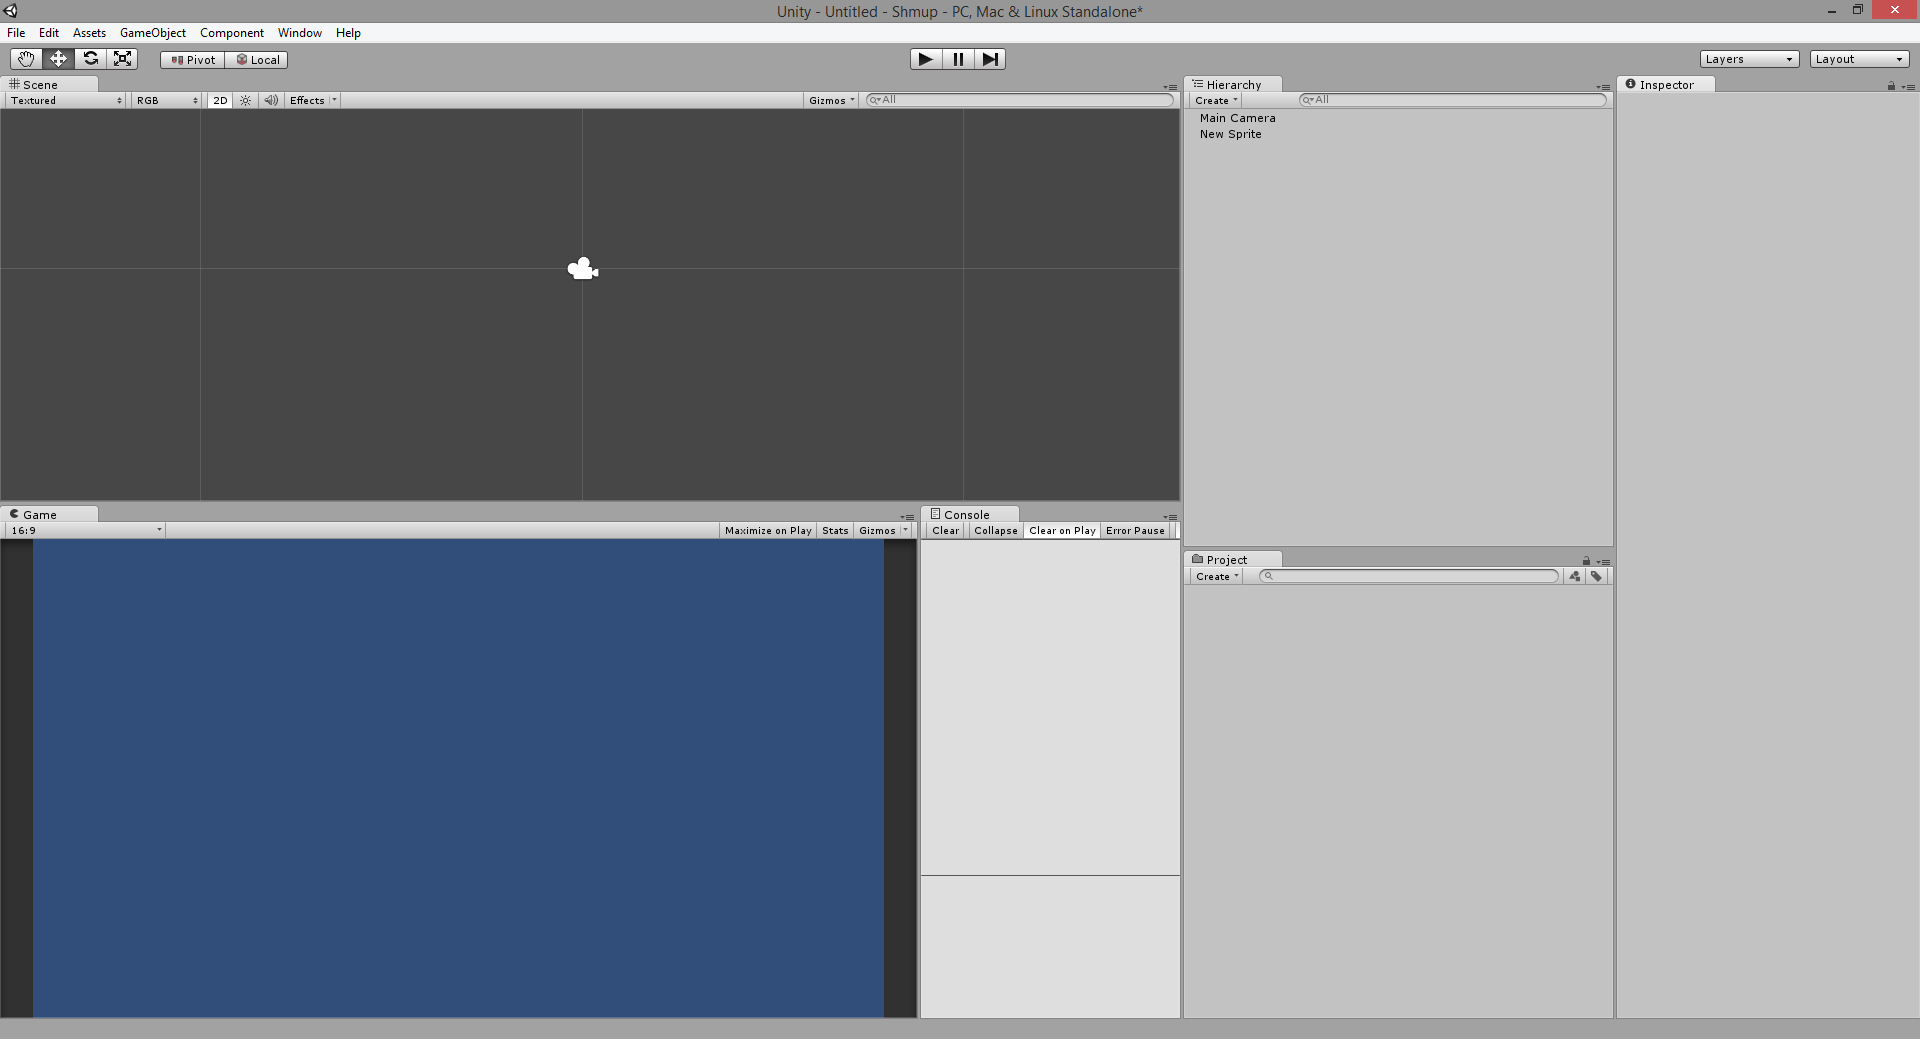 Unity - Untitled - Shmup - PC, Mac & Linux Standalone*
File Edit Assets GameObject Component Window Help
Pivot Local Layers Layout
Scene
Textured RGB 2D Effects Gizmos All
Hierarchy
Create All
Main Camera
New Sprite
Inspector
Game
16:9 Maximize on Play Stats Gizmos
Console
Clear Collapse Clear on Play Error Pause
Project
Create